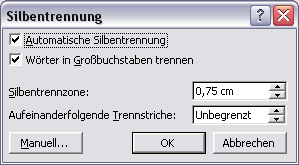 Silbentrennung
Automatische Silbentrennung
Wörter in Großbuchstaben trennen
Silbentrennzone: 0,75 cm
Aufeinanderfolgende Trennstriche: Unbegrenzt
Manuell... OK Abbrechen